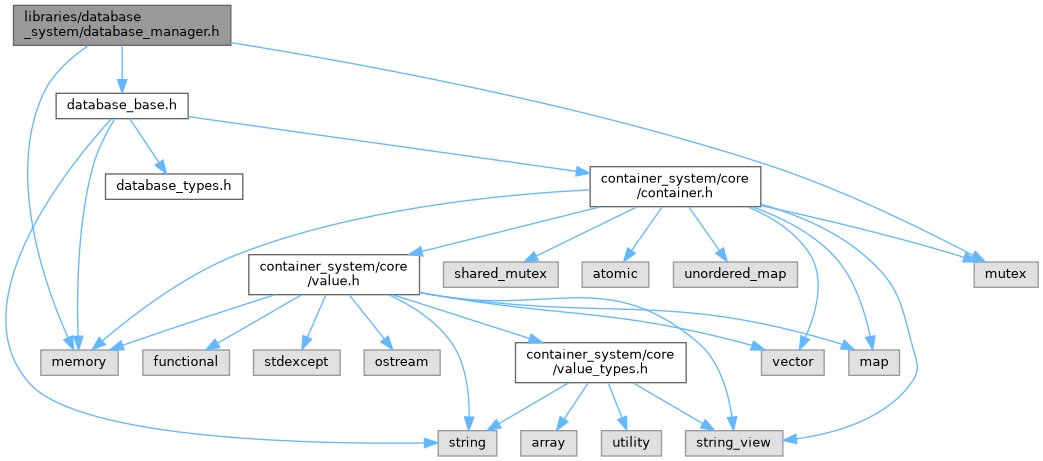 libraries/database
_system/database_manager.h
database_base.h
database_types.h
container_system/core
/container.h
container_system/core
/value.h
shared_mutex
atomic
unordered_map
mutex
memory
functional
stdexcept
ostream
container_system/core
/value_types.h
vector
map
string
array
utility
string_view